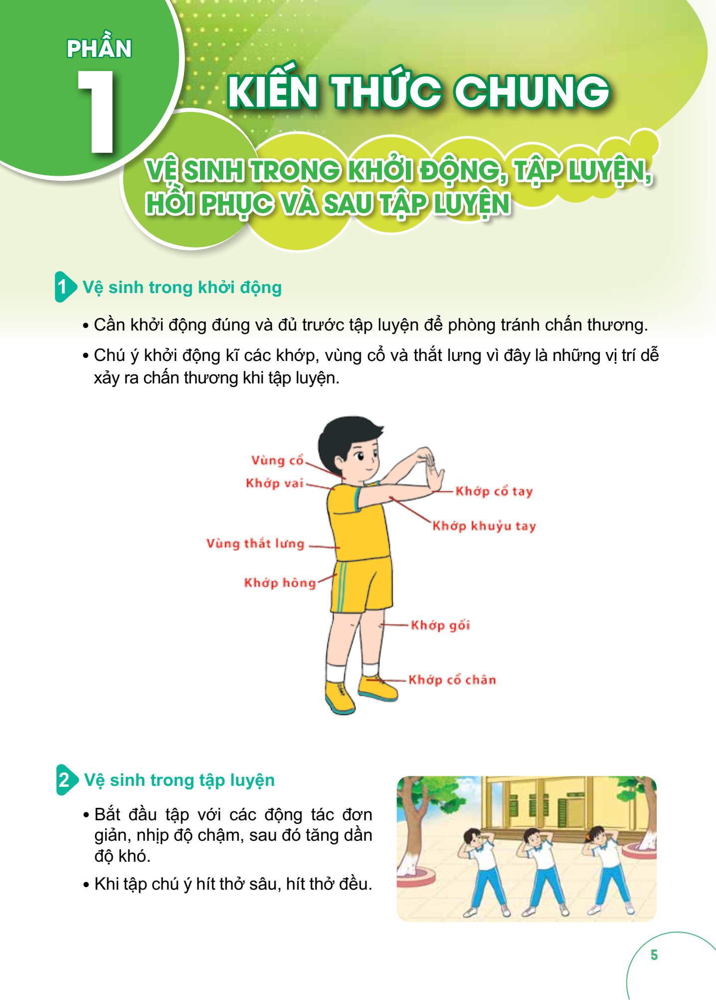 PHẦN
1
KIẾN THỨC CHUNG
VỆ SINH TRONG KHỞI ĐỘNG, TẬP LUYỆN,
HỒI PHỤC VÀ SAU TẬP LUYỆN
1 Vệ sinh trong khởi động
• Cần khởi động đúng và đủ trước tập luyện để phòng tránh chấn thương.
• Chú ý khởi động kĩ các khớp, vùng cổ và thắt lưng vì đây là những vị trí dễ
xảy ra chấn thương khi tập luyện.
Vùng cổ
Khớp vai
Khớp cổ tay
Khớp khuỷu tay
Vùng thắt lưng
Khớp hông
Khớp gối
Khớp cổ chân
2 Vệ sinh trong tập luyện
• Bắt đầu tập với các động tác đơn
giản, nhịp độ chậm, sau đó tăng dần
độ khó.
• Khi tập chú ý hít thở sâu, hít thở đều.
5